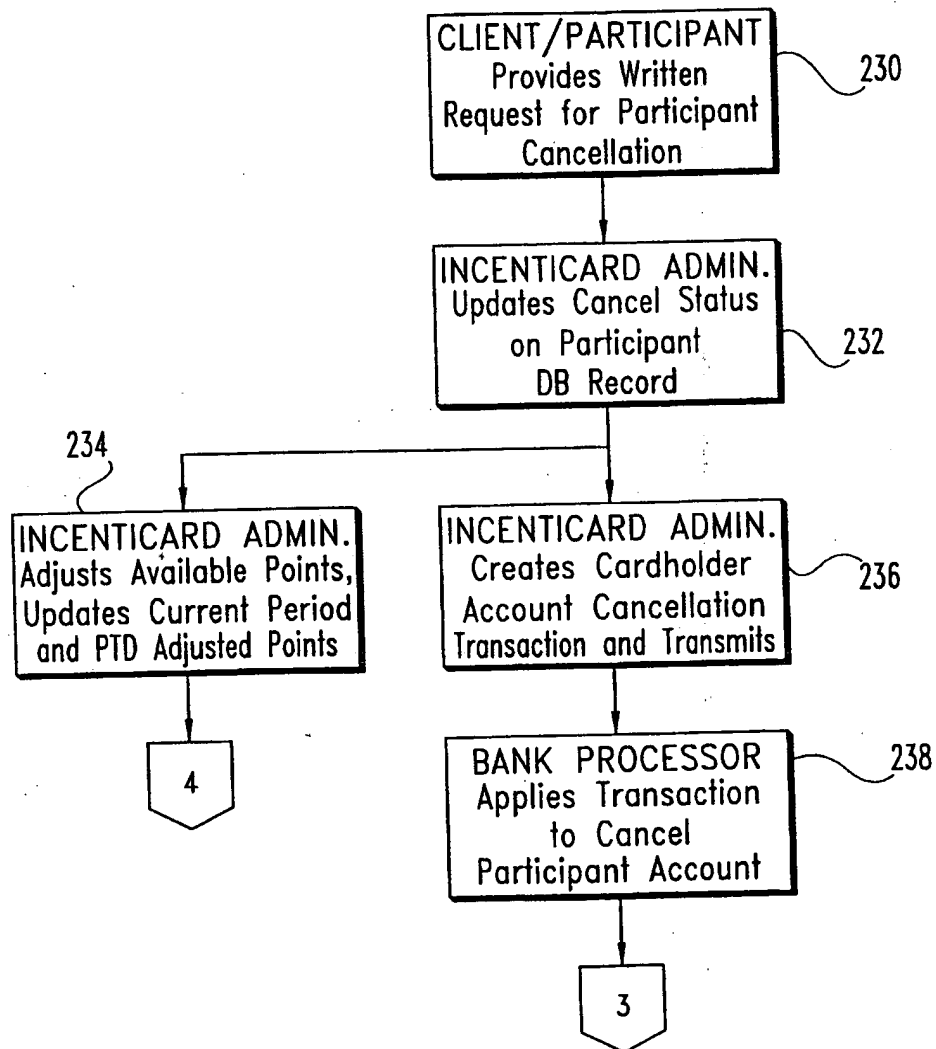 CLIENT/PARTICIPANT
Provides Written
Request for Participant
Cancellation
230
INCENTICARD ADMIN.
Updates Cancel Status
on Participant
DB Record
232
234
INCENTICARD ADMIN.
Adjusts Available Points,
Updates Current Period
and PTD Adjusted Points
INCENTICARD ADMIN.
Creates Cardholder
Account Cancellation
Transaction and Transmits
236
4
BANK PROCESSOR
Applies Transaction
to Cancel
Participant Account
238
3